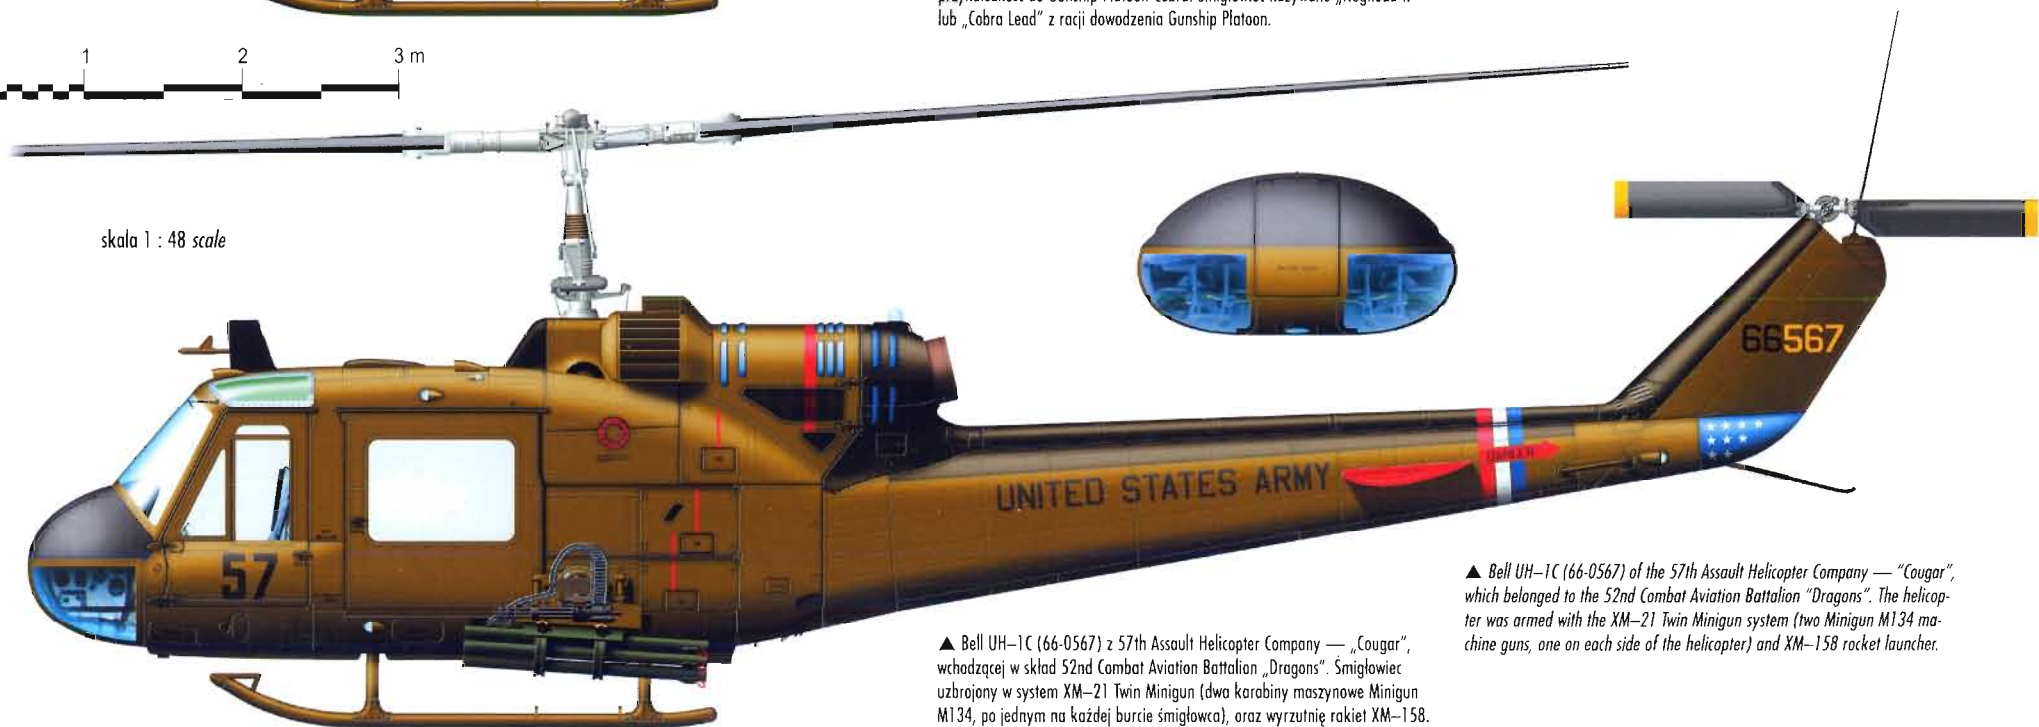 lub „Cobra Lead” z racji dowodzenia Gunship Platoon.
1 2 3 m
skala 1 : 48 scale
66567
UNITED STATES ARMY
DANGER
57
▲ Bell UH–1C (66-0567) of the 57th Assault Helicopter Company — “Cougar”,
which belonged to the 52nd Combat Aviation Battalion “Dragons”. The helicop-
ter was armed with the XM–21 Twin Minigun system (two Minigun M134 ma-
chine guns, one on each side of the helicopter) and XM–158 rocket launcher.
▲ Bell UH–1C (66-0567) z 57th Assault Helicopter Company — „Cougar”,
wchodzącej w skład 52nd Combat Aviation Battalion „Dragons”. Śmigłowiec
uzbrojony w system XM–21 Twin Minigun (dwa karabiny maszynowe Minigun
M134, po jednym na każdej burcie śmigłowca), oraz wyrzutnię rakiet XM–158.